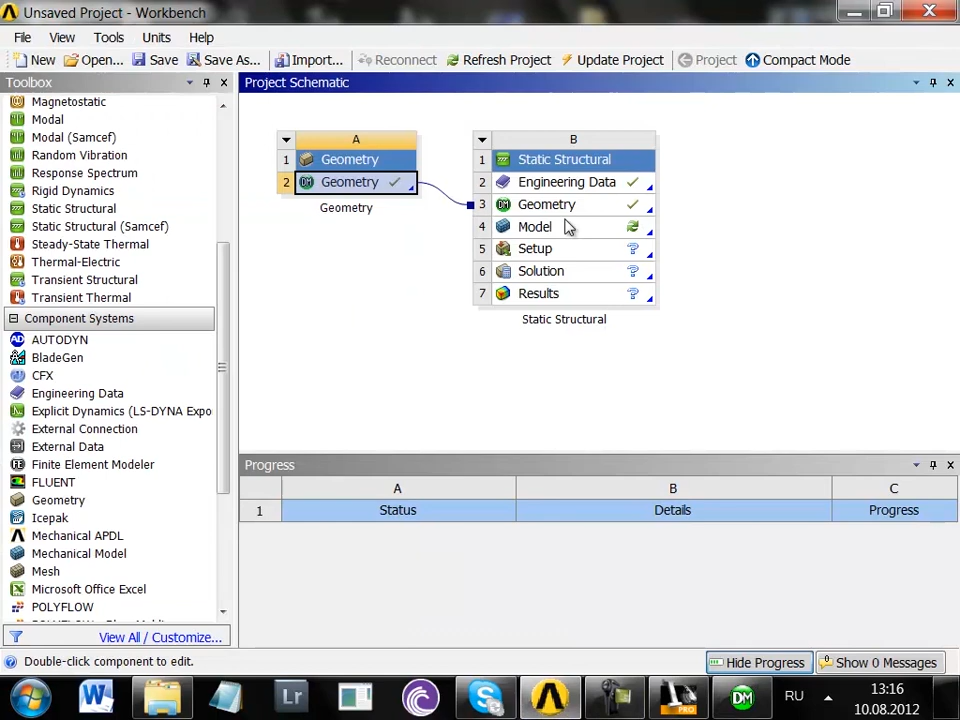 Unsaved Project - Workbench
File View Tools Units Help
New Open... Save Save As... Import... Reconnect Refresh Project Update Project Project Compact Mode
Toolbox
Magnetostatic
Modal
Modal (Samcef)
Random Vibration
Response Spectrum
Rigid Dynamics
Static Structural
Static Structural (Samcef)
Steady-State Thermal
Thermal-Electric
Transient Structural
Transient Thermal
Component Systems
AUTODYN
BladeGen
CFX
Engineering Data
Explicit Dynamics (LS-DYNA Expo
External Connection
External Data
Finite Element Modeler
FLUENT
Geometry
Icepak
Mechanical APDL
Mechanical Model
Mesh
Microsoft Office Excel
POLYFLOW
View All / Customize...
Project Schematic
A
1 Geometry
2 DM Geometry
Geometry
B
1 Static Structural
2 Engineering Data
3 DM Geometry
4 Model
5 Setup ?
6 Solution ?
7 Results ?
Static Structural
Progress
A B C
1 Status Details Progress
Double-click component to edit.
Hide Progress Show 0 Messages
W Lr S PRO DM RU 13:16
10.08.2012